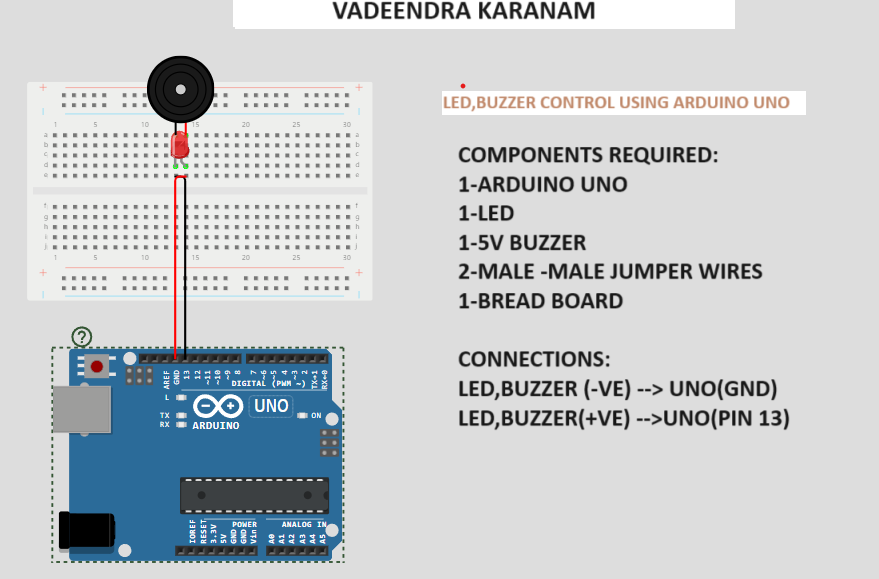 VADEENDRA KARANAM
LED,BUZZER CONTROL USING ARDUINO UNO
COMPONENTS REQUIRED:
1-ARDUINO UNO
1-LED
1-5V BUZZER
2-MALE -MALE JUMPER WIRES
1-BREAD BOARD
CONNECTIONS:
LED,BUZZER (-VE) --> UNO(GND)
LED,BUZZER(+VE) -->UNO(PIN 13)
1 5 10 15 20 25 30
a
b
c
d
e
f
g
h
i
j
1 5 10 15 20 25 30
?
AREF GND 13 12 ~11 ~10 ~9 8 7 ~6 ~5 4 ~3 2 TX→1 RX←0
DIGITAL (PWM ~)
L
TX
RX
UNO
ARDUINO
ON
POWER
ANALOG IN
IOREF RESET 3.3V 5V GND GND Vin A0 A1 A2 A3 A4 A5